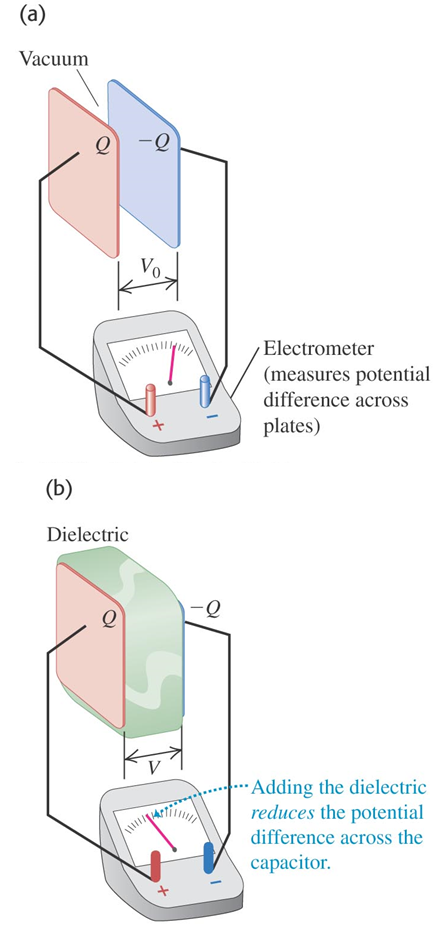 (a)
Vacuum
Q
−Q
V₀
Electrometer
(measures potential
difference across
plates)
+
−
(b)
Dielectric
Q
−Q
V
Adding the dielectric
reduces the potential
difference across the
capacitor.
+
−